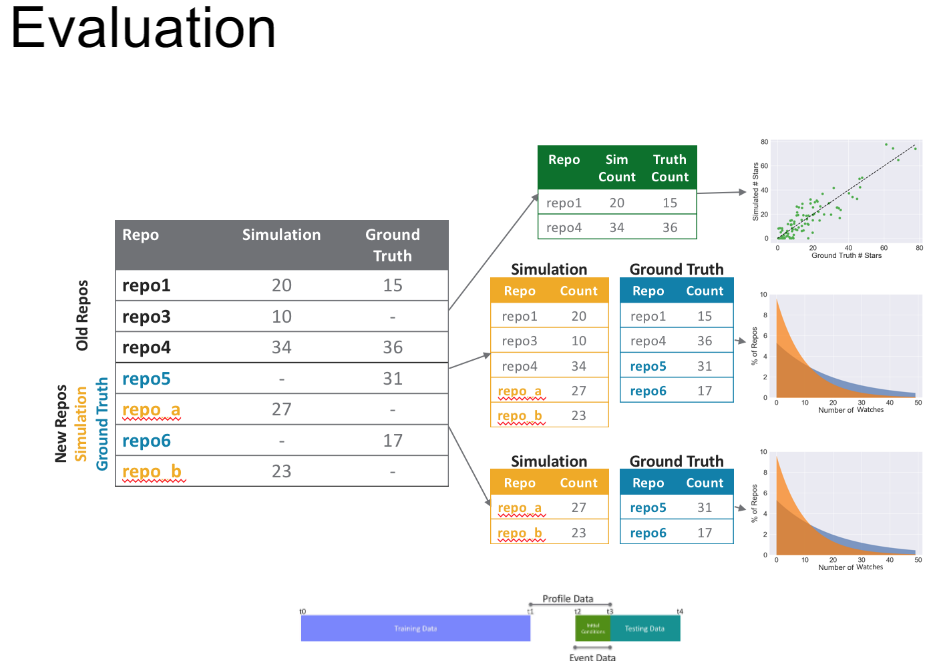 Evaluation
Repo Simulation Ground Truth
Old Repos
repo1 20 15
repo3 10 -
repo4 34 36
New Repos
Simulation
Ground Truth
repo5 - 31
repo_a 27 -
repo6 - 17
repo_b 23 -
Repo Sim Count Truth Count
repo1 20 15
repo4 34 36
Simulation
Repo Count
repo1 20
repo3 10
repo4 34
repo_a 27
repo_b 23
Ground Truth
Repo Count
repo1 15
repo4 36
repo5 31
repo6 17
Simulation
Repo Count
repo_a 27
repo_b 23
Ground Truth
Repo Count
repo5 31
repo6 17
Simulated # Stars
80
60
40
20
0
0 20 40 60 80
Ground Truth # Stars
% of Repos
10
8
6
4
2
0
0 10 20 30 40 50
Number of Watches
% of Repos
10
8
6
4
2
0
0 10 20 30 40 50
Number of Watches
Profile Data
t0 t1 t2 t3 t4
Training Data
Initial
Conditions
Testing Data
Event Data